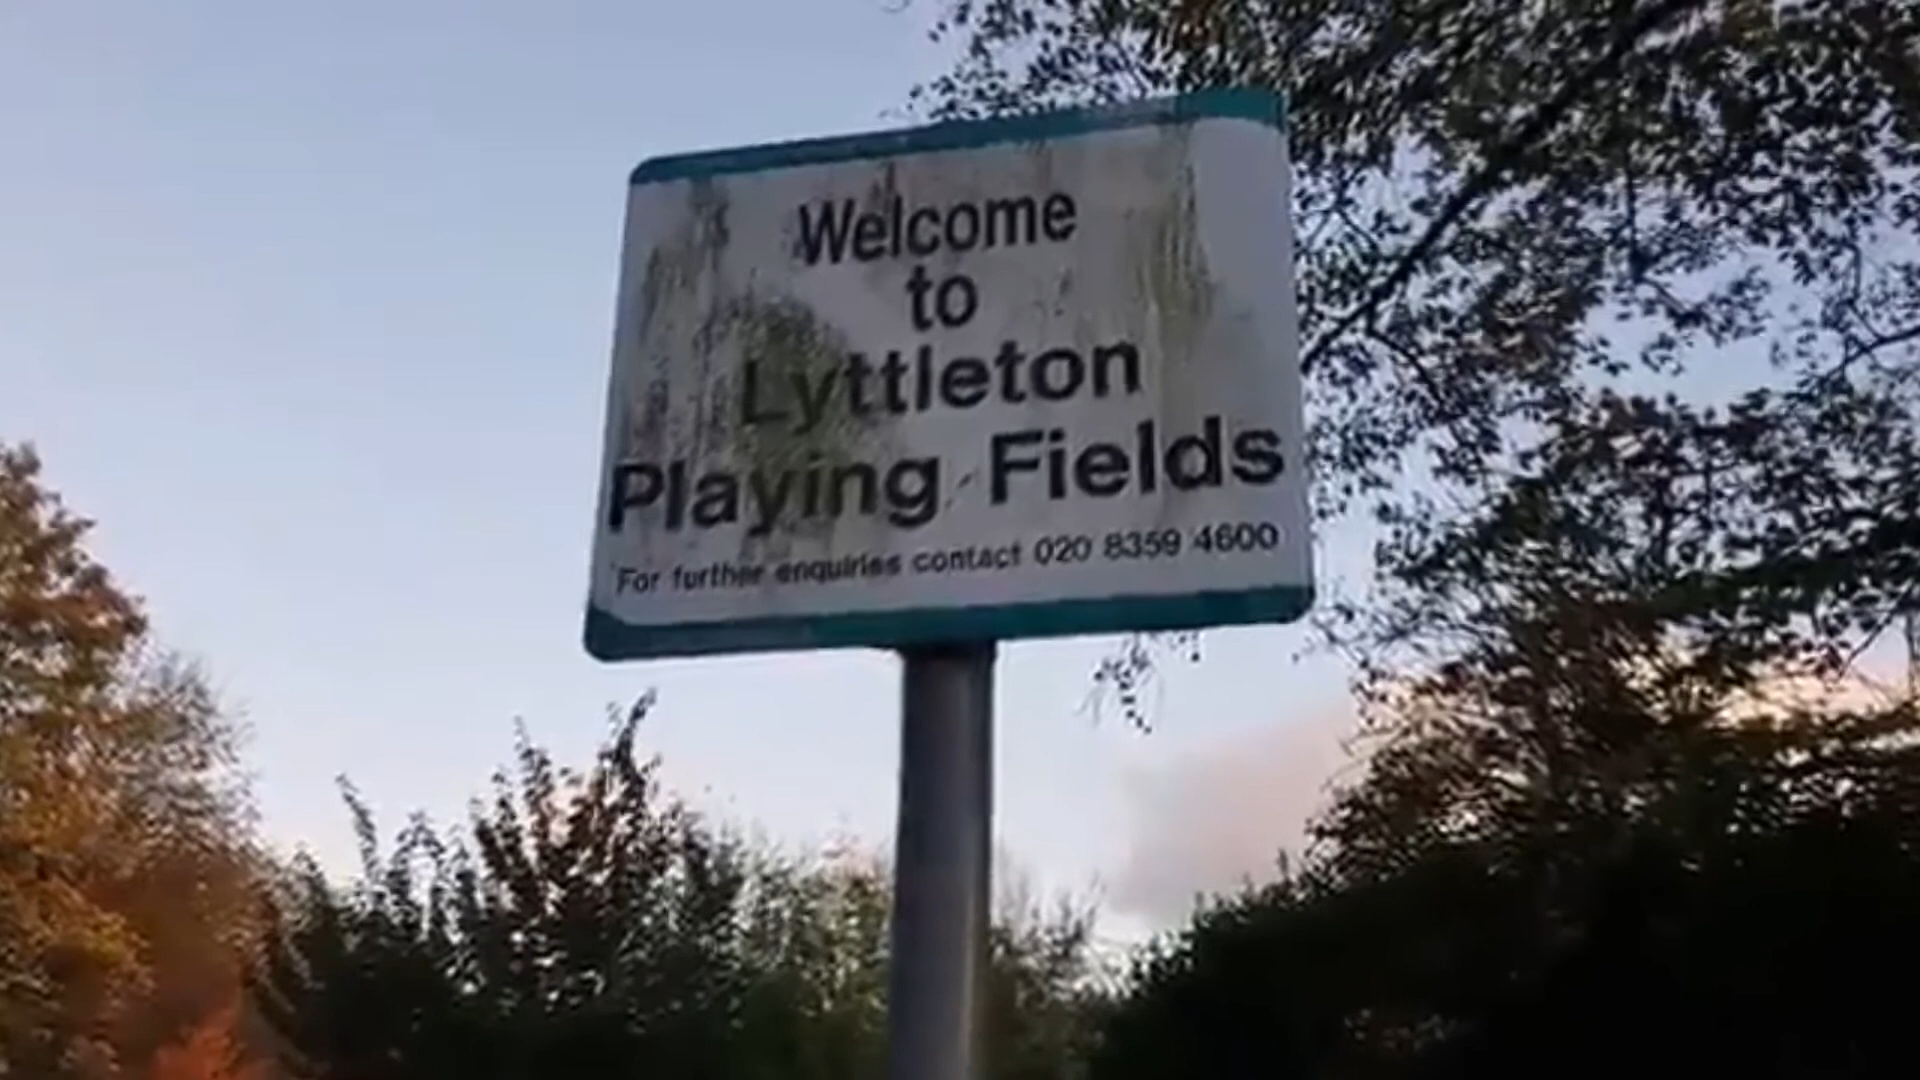 Welcome
to
Lyttleton
Playing Fields
For further enquiries contact 020 8359 4600